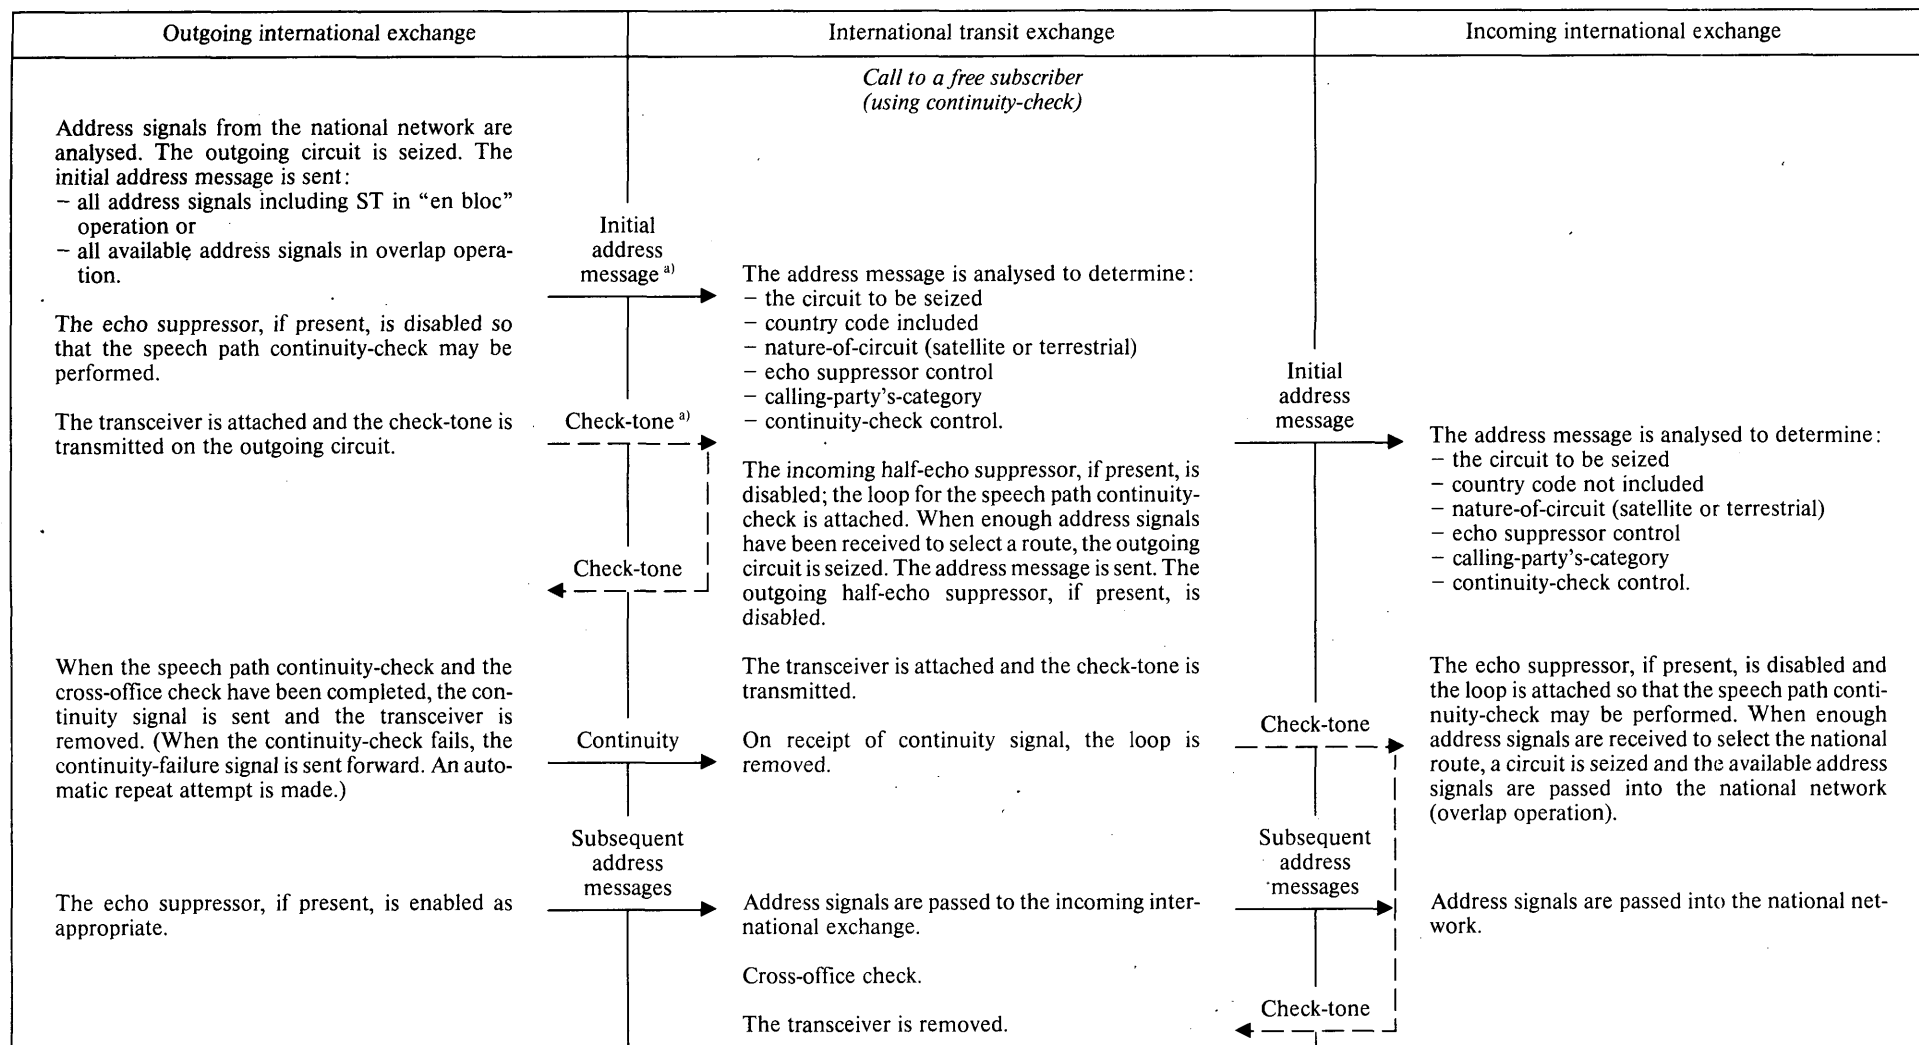 Outgoing international exchange
International transit exchange
Incoming international exchange
Call to a free subscriber
(using continuity-check)
Address signals from the national network are
analysed. The outgoing circuit is seized. The
initial address message is sent:
– all address signals including ST in “en bloc”
operation or
– all available address signals in overlap opera-
tion.
Initial
address
message a)
The echo suppressor, if present, is disabled so
that the speech path continuity-check may be
performed.
The transceiver is attached and the check-tone is
transmitted on the outgoing circuit.
Check-tone a)
Check-tone
The address message is analysed to determine:
– the circuit to be seized
– country code included
– nature-of-circuit (satellite or terrestrial)
– echo suppressor control
– calling-party's-category
– continuity-check control.
Initial
address
message
The incoming half-echo suppressor, if present, is
disabled; the loop for the speech path continuity-
check is attached. When enough address signals
have been received to select a route, the outgoing
circuit is seized. The address message is sent. The
outgoing half-echo suppressor, if present, is
disabled.
The address message is analysed to determine:
– the circuit to be seized
– country code not included
– nature-of-circuit (satellite or terrestrial)
– echo suppressor control
– calling-party's-category
– continuity-check control.
When the speech path continuity-check and the
cross-office check have been completed, the con-
tinuity signal is sent and the transceiver is
removed. (When the continuity-check fails, the
continuity-failure signal is sent forward. An auto-
matic repeat attempt is made.)
Continuity
The transceiver is attached and the check-tone is
transmitted.
On receipt of continuity signal, the loop is
removed.
Check-tone
The echo suppressor, if present, is disabled and
the loop is attached so that the speech path conti-
nuity-check may be performed. When enough
address signals are received to select the national
route, a circuit is seized and the available address
signals are passed into the national network
(overlap operation).
Subsequent
address
messages
Subsequent
address
messages
The echo suppressor, if present, is enabled as
appropriate.
Address signals are passed to the incoming inter-
national exchange.
Address signals are passed into the national net-
work.
Cross-office check.
The transceiver is removed.
Check-tone